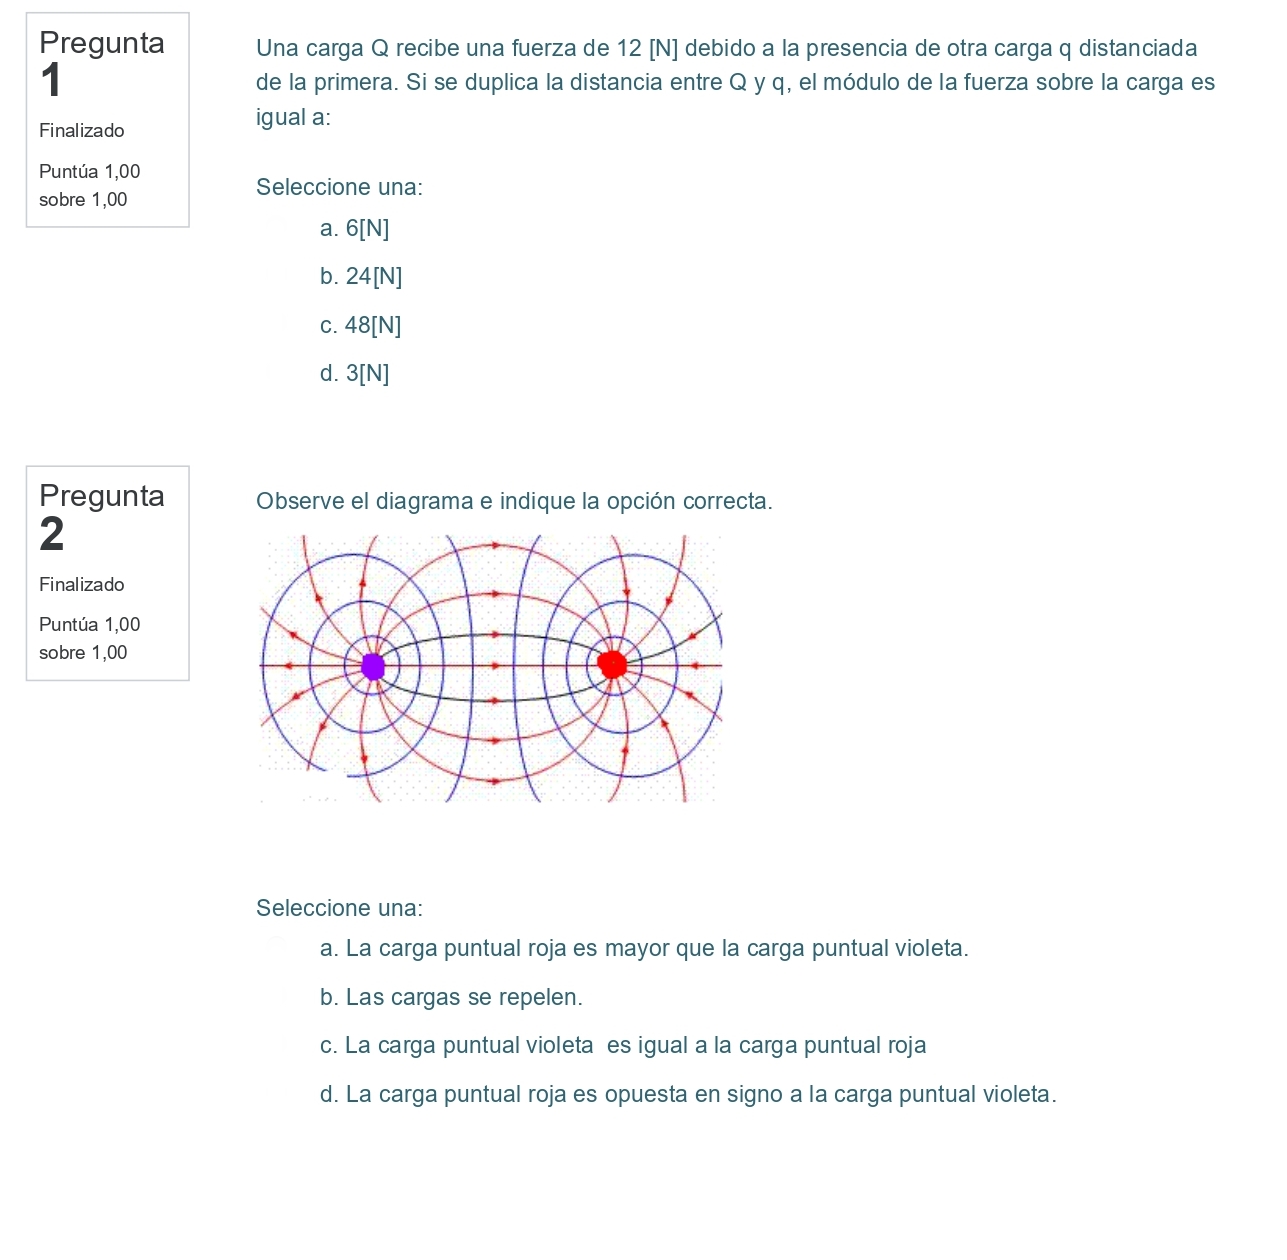 Pregunta
1
Finalizado
Puntúa 1,00
sobre 1,00
Una carga Q recibe una fuerza de 12 [N] debido a la presencia de otra carga q distanciada
de la primera. Si se duplica la distancia entre Q y q, el módulo de la fuerza sobre la carga es
igual a:
Seleccione una:
a. 6[N]
b. 24[N]
c. 48[N]
d. 3[N]
Pregunta
2
Finalizado
Puntúa 1,00
sobre 1,00
Observe el diagrama e indique la opción correcta.
Seleccione una:
a. La carga puntual roja es mayor que la carga puntual violeta.
b. Las cargas se repelen.
c. La carga puntual violeta  es igual a la carga puntual roja
d. La carga puntual roja es opuesta en signo a la carga puntual violeta.